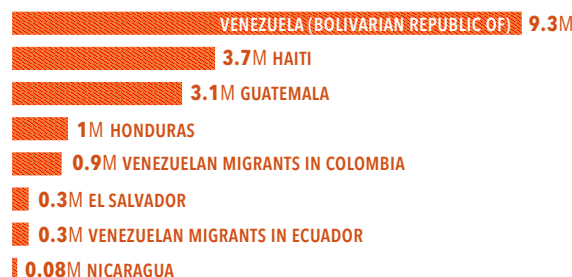 VENEZUELA (BOLIVARIAN REPUBLIC OF) 9.3M
3.7M HAITI
3.1M GUATEMALA
1M HONDURAS
0.9M VENEZUELAN MIGRANTS IN COLOMBIA
0.3M EL SALVADOR
0.3M VENEZUELAN MIGRANTS IN ECUADOR
0.08M NICARAGUA